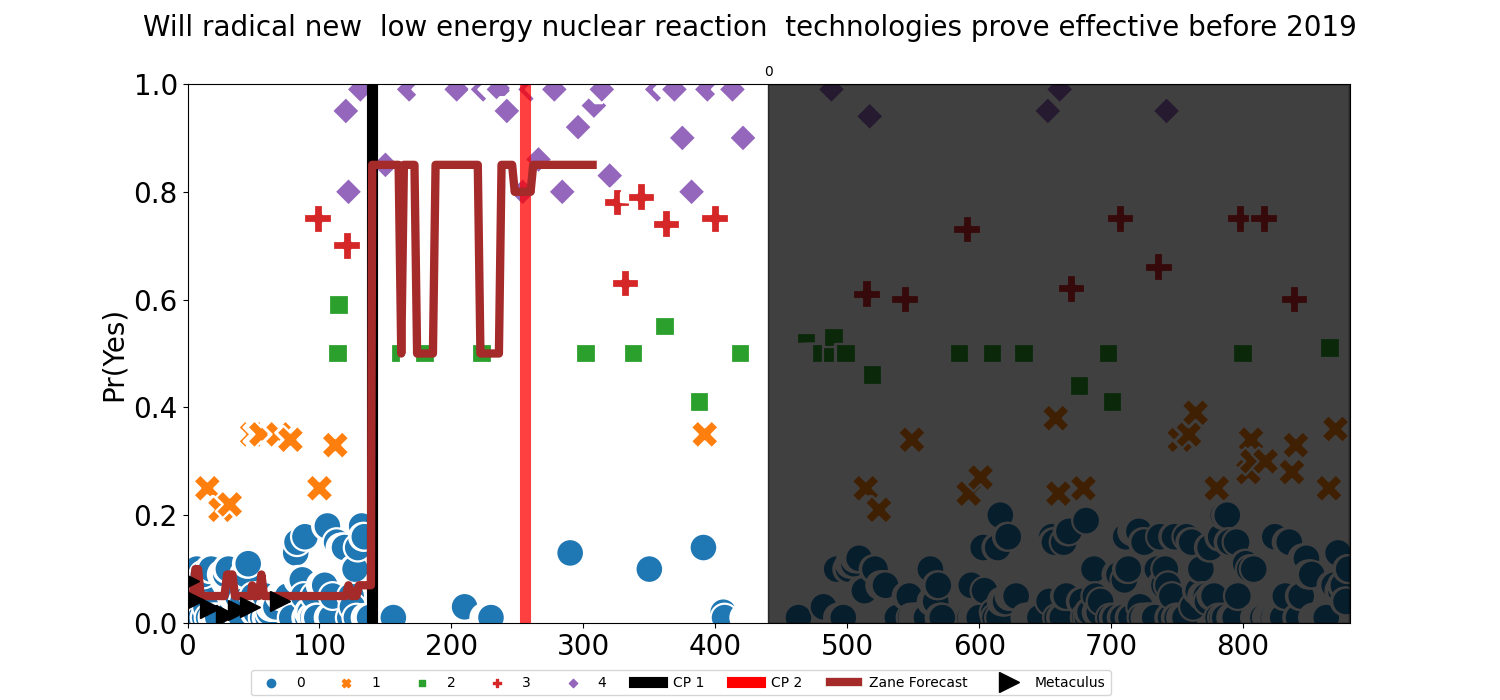 Will radical new  low energy nuclear reaction  technologies prove effective before 2019
0
1.0
0.8
0.6
0.4
0.2
0.0
Pr(Yes)
0 100 200 300 400 500 600 700 800
0 1 2 3 4 CP 1 CP 2 Zane Forecast Metaculus